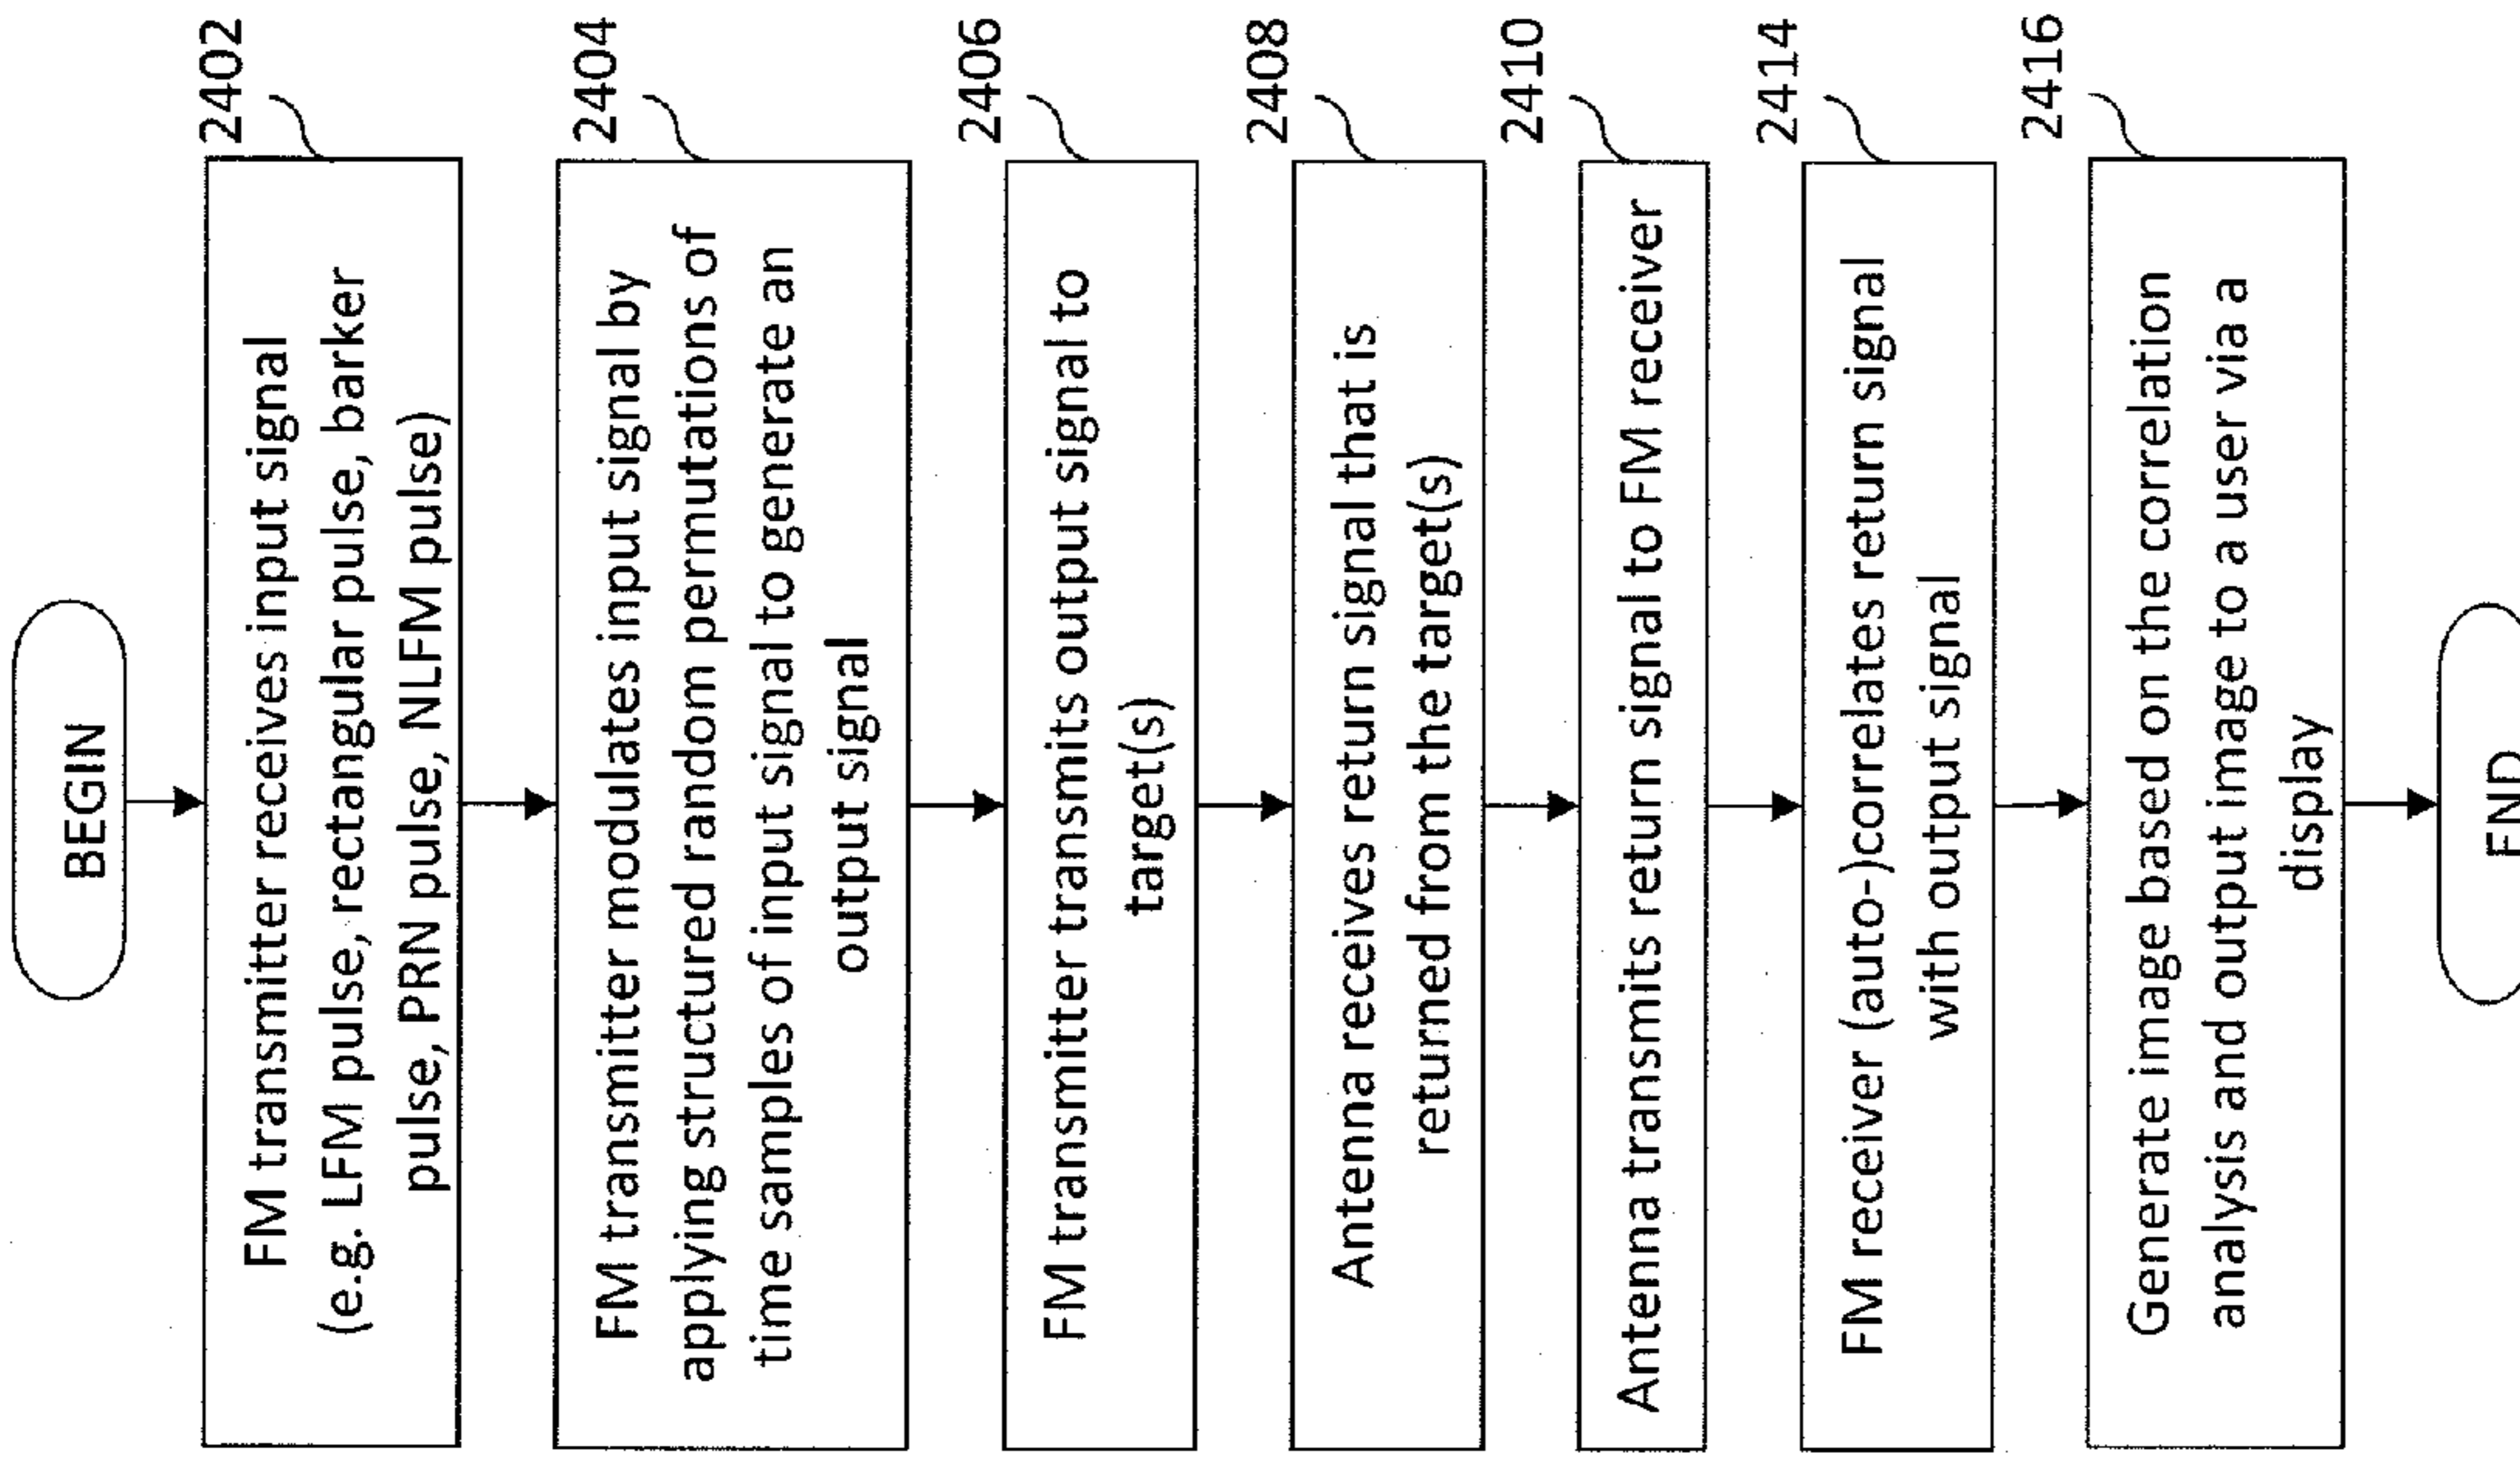 BEGIN
2402
FM transmitter receives input signal
(e.g. LFM pulse, rectangular pulse, barker
pulse, PRN pulse, NLFM pulse)
2404
FM transmitter modulates input signal by
applying structured random permutations of
time samples of input signal to generate an
output signal
2406
FM transmitter transmits output signal to
target(s)
2408
Antenna receives return signal that is
returned from the target(s)
2410
Antenna transmits return signal to FM receiver
2414
FM receiver (auto-)correlates return signal
with output signal
2416
Generate image based on the correlation
analysis and output image to a user via a
display
END